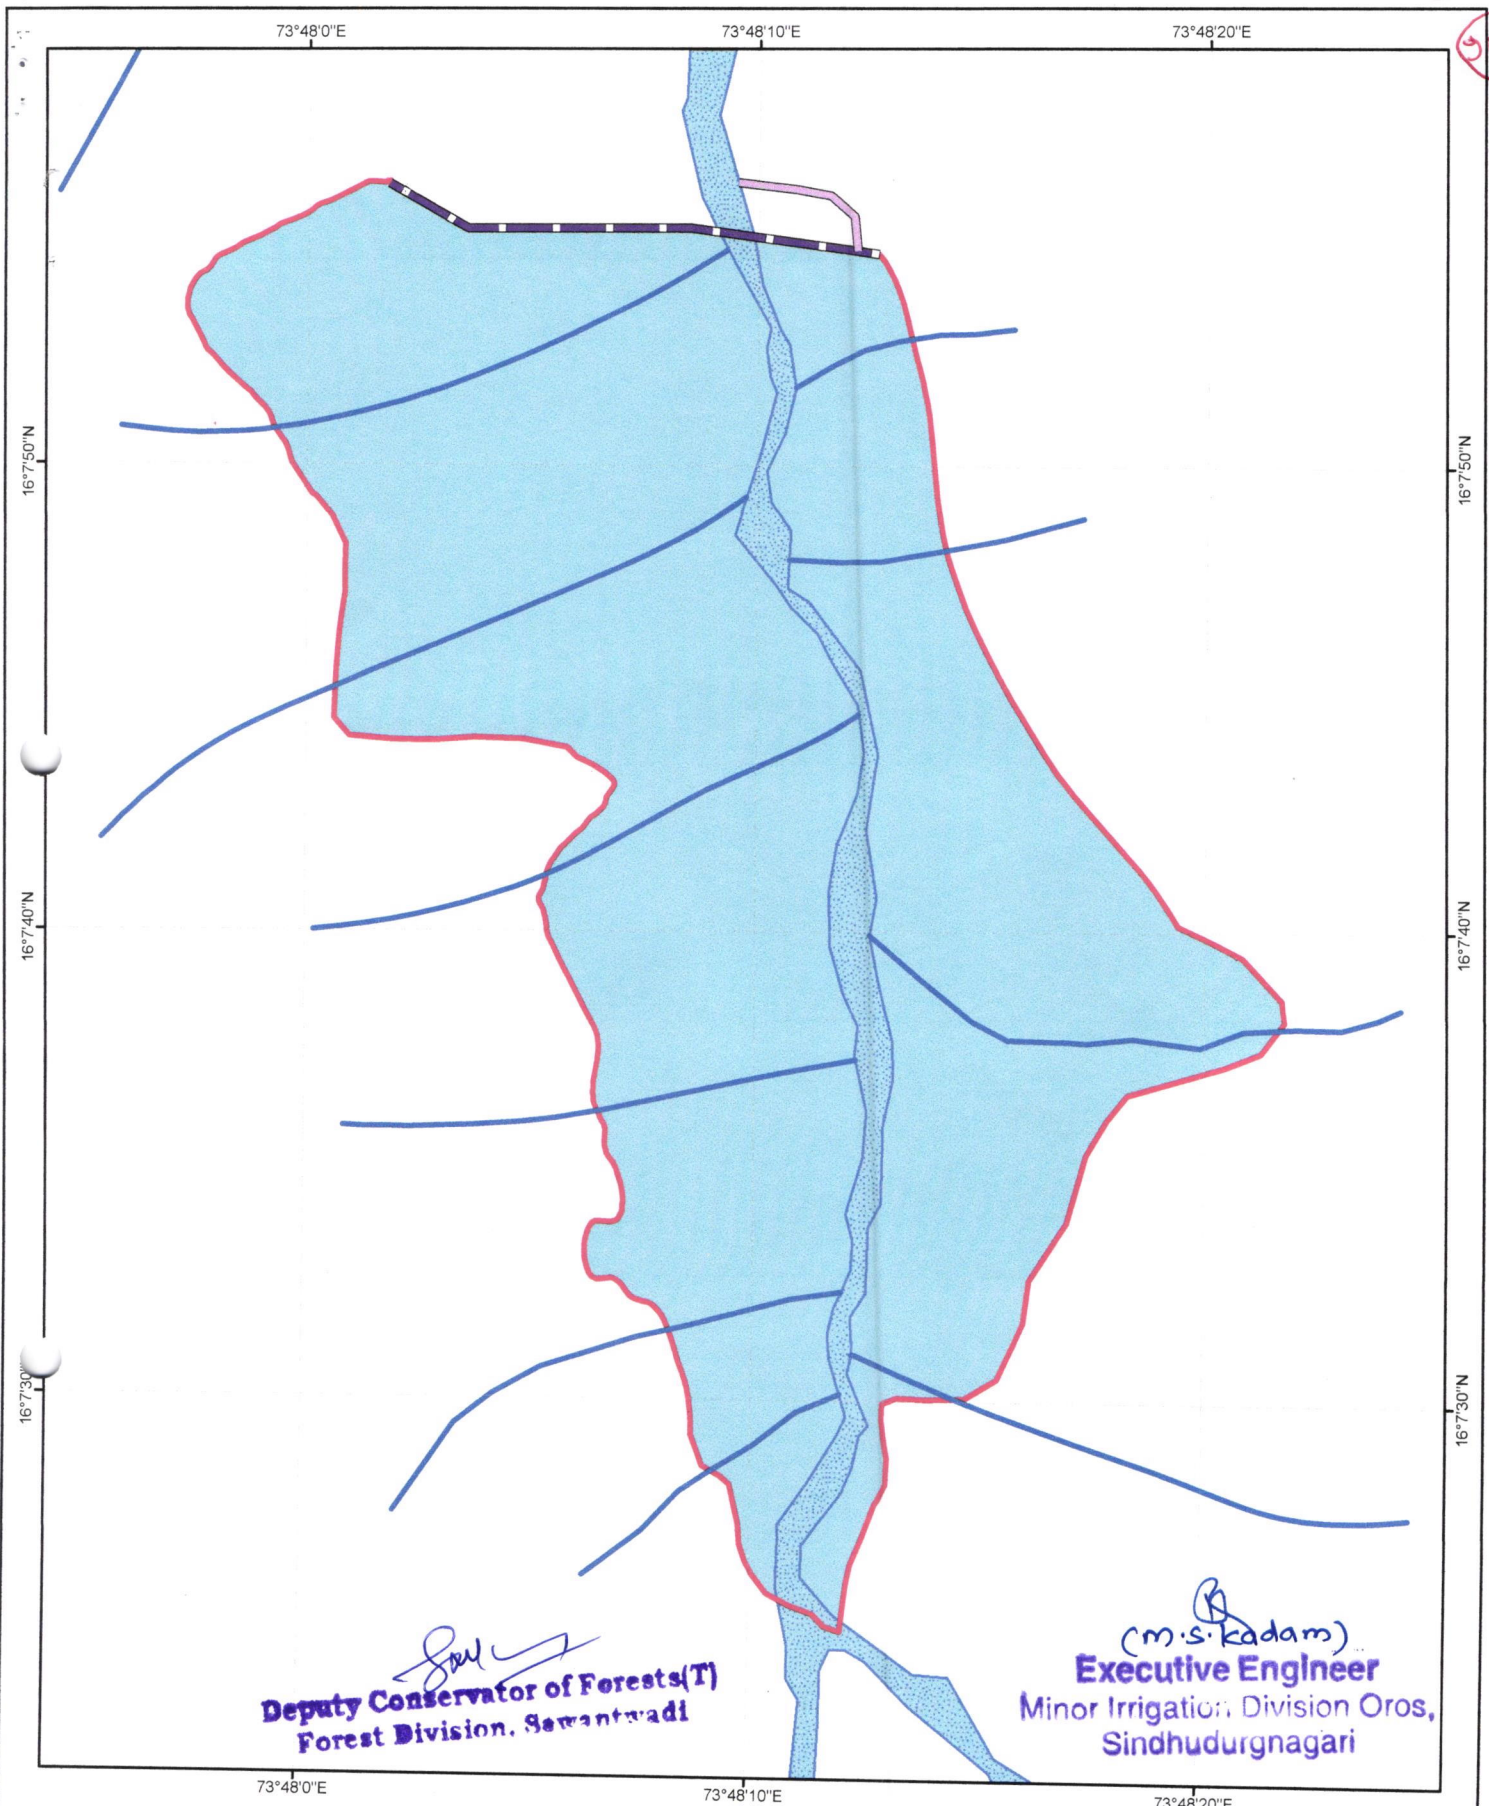 73°48'0"E
73°48'10"E
73°48'20"E
16°7'50"N
16°7'50"N
16°7'40"N
16°7'40"N
16°7'30"
16°7'30"N
Deputy Conservator of Forests(T)
Forest Division, Sawantwadi
(M.S. Kadam)
Executive Engineer
Minor Irrigation Division Oros,
Sindhudurgnagari
73°48'0"E
73°48'10"E
73°48'20"E